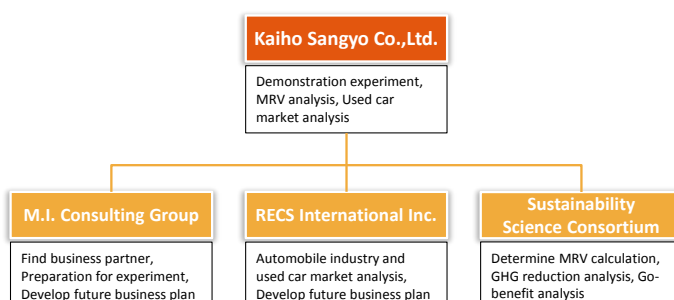 Kaiho Sangyo Co.,Ltd.
Demonstration experiment,
MRV analysis, Used car
market analysis
M.I. Consulting Group
Find business partner,
Preparation for experiment,
Develop future business plan
RECS International Inc.
Automobile industry and
used car market analysis,
Develop future business plan
Sustainability
Science Consortium
Determine MRV calculation,
GHG reduction analysis, Go-
benefit analysis